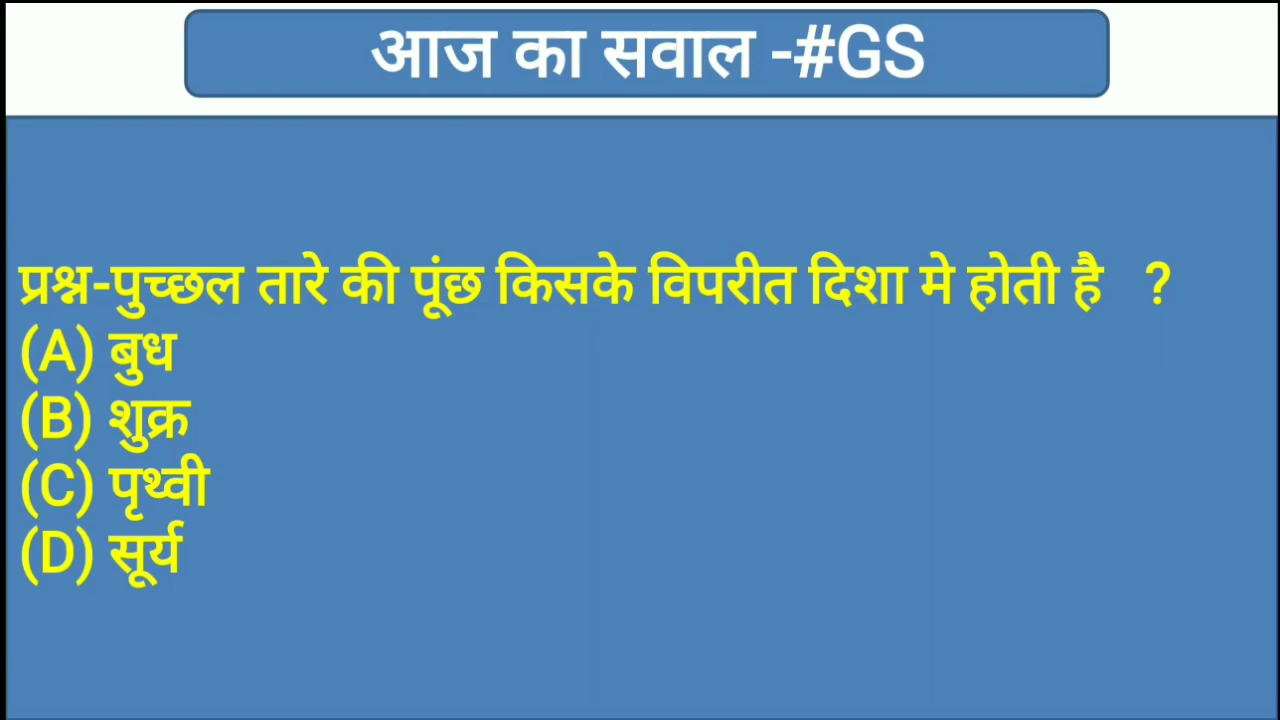 आज का सवाल -#GS
प्रश्न-पुच्छल तारे की पूंछ किसके विपरीत दिशा मे होती है ?
(A) बुध
(B) शुक्र
(C) पृथ्वी
(D) सूर्य